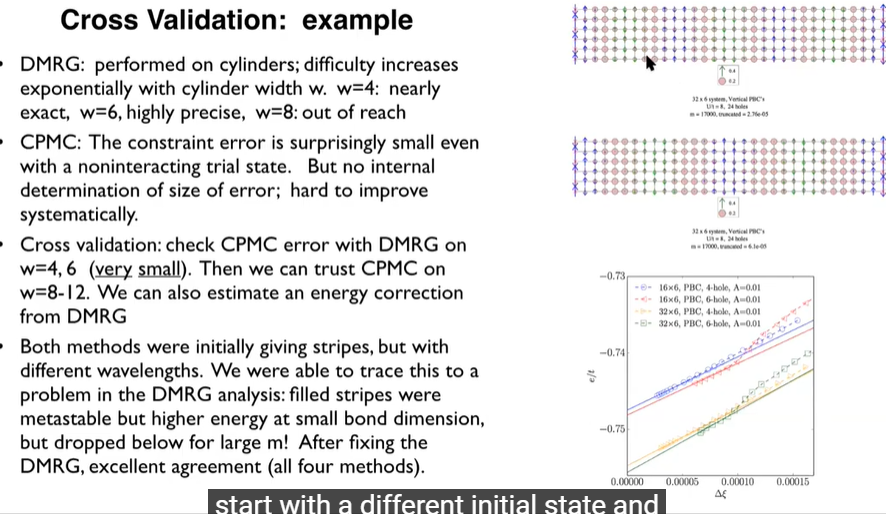 Cross Validation: example
• DMRG: performed on cylinders; difficulty increases
exponentially with cylinder width w. w=4: nearly
exact, w=6, highly precise, w=8: out of reach
• CPMC: The constraint error is surprisingly small even
with a noninteracting trial state. But no internal
determination of size of error; hard to improve
systematically.
• Cross validation: check CPMC error with DMRG on
w=4, 6 (very small). Then we can trust CPMC on
w=8-12. We can also estimate an energy correction
from DMRG
• Both methods were initially giving stripes, but with
different wavelengths. We were able to trace this to a
problem in the DMRG analysis: filled stripes were
metastable but higher energy at small bond dimension,
but dropped below for large m! After fixing the
DMRG, excellent agreement (all four methods).
0.4
0.2
32 x 6 system, Vertical PBC's
U/t = 8, 24 holes
m = 17000, truncated = 2.76e-05
0.4
0.2
32 x 6 system, Vertical PBC's
U/t = 8, 24 holes
m = 17000, truncated = 6.1e-05
16×6, PBC, 4-hole, A=0.01
16×6, PBC, 6-hole, A=0.01
32×6, PBC, 4-hole, A=0.01
32×6, PBC, 6-hole, A=0.01
−0.73
−0.74
−0.75
e/t
0.00000 0.00005 0.00010 0.00015
Δξ
start with a different initial state and